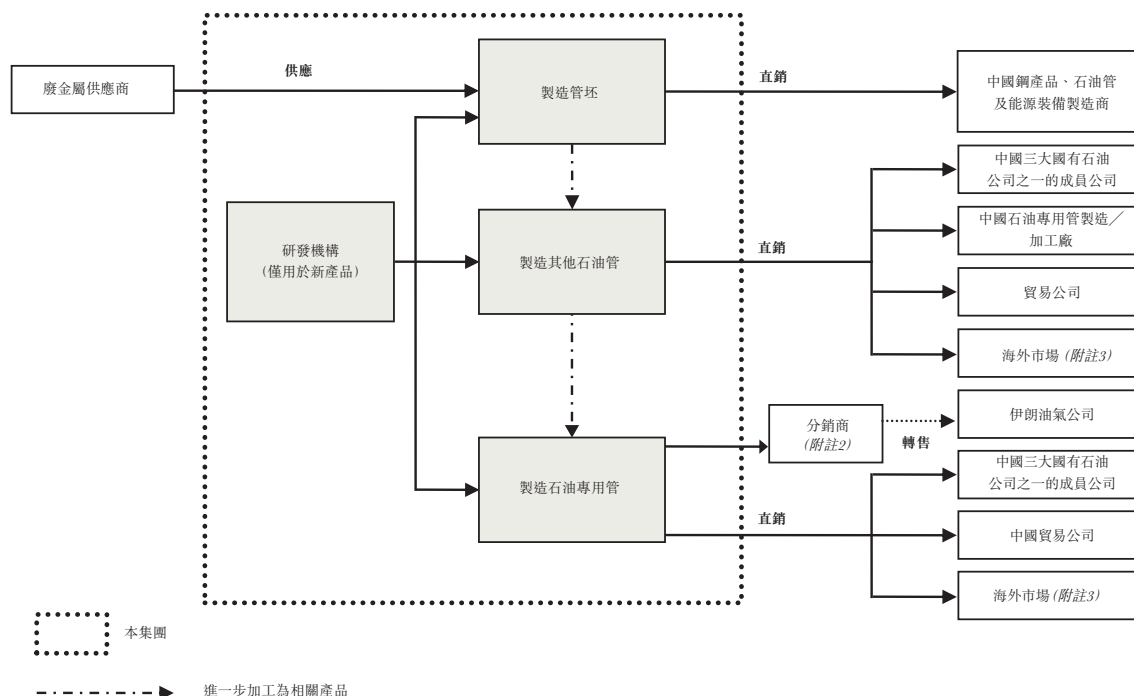 廢金屬供應商
供應
製造管坯
直銷
中國鋼產品、石油管
及能源裝備製造商
研發機構
(僅用於新產品)
製造其他石油管
直銷
中國三大國有石油
公司之一的成員公司
中國石油專用管製造／
加工廠
貿易公司
海外市場 (附註3)
製造石油專用管
分銷商
(附註2)
轉售
伊朗油氣公司
直銷
中國三大國有石油
公司之一的成員公司
中國貿易公司
海外市場 (附註3)
本集團
進一步加工為相關產品